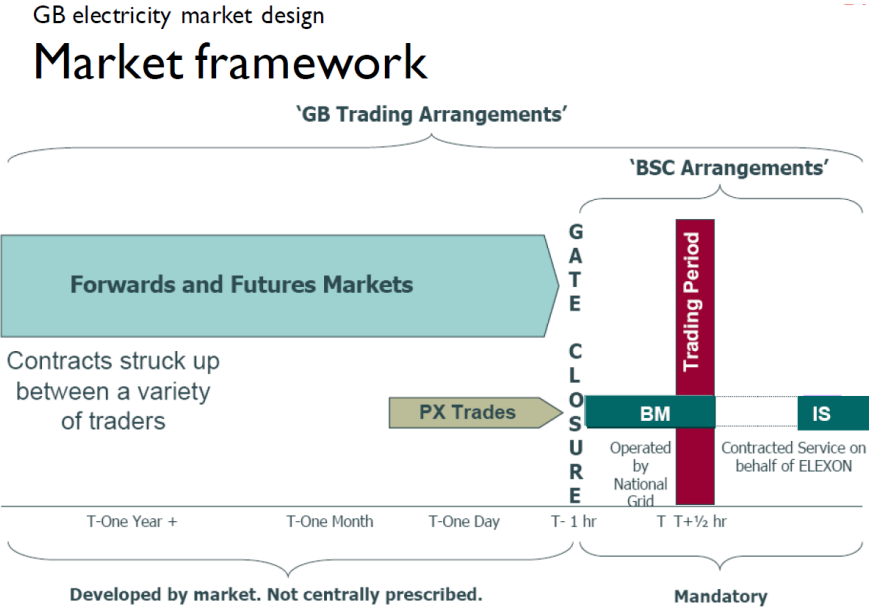 GB electricity market design
Market framework
‘GB Trading Arrangements’
‘BSC Arrangements’
GATE CLOSURE
Trading Period
Forwards and Futures Markets
Contracts struck up
between a variety
of traders
PX Trades
BM
IS
Operated
by
National
Grid
Contracted Service on
behalf of ELEXON
T-One Year +
T-One Month
T-One Day
T- 1 hr
T
T+½ hr
Developed by market. Not centrally prescribed.
Mandatory